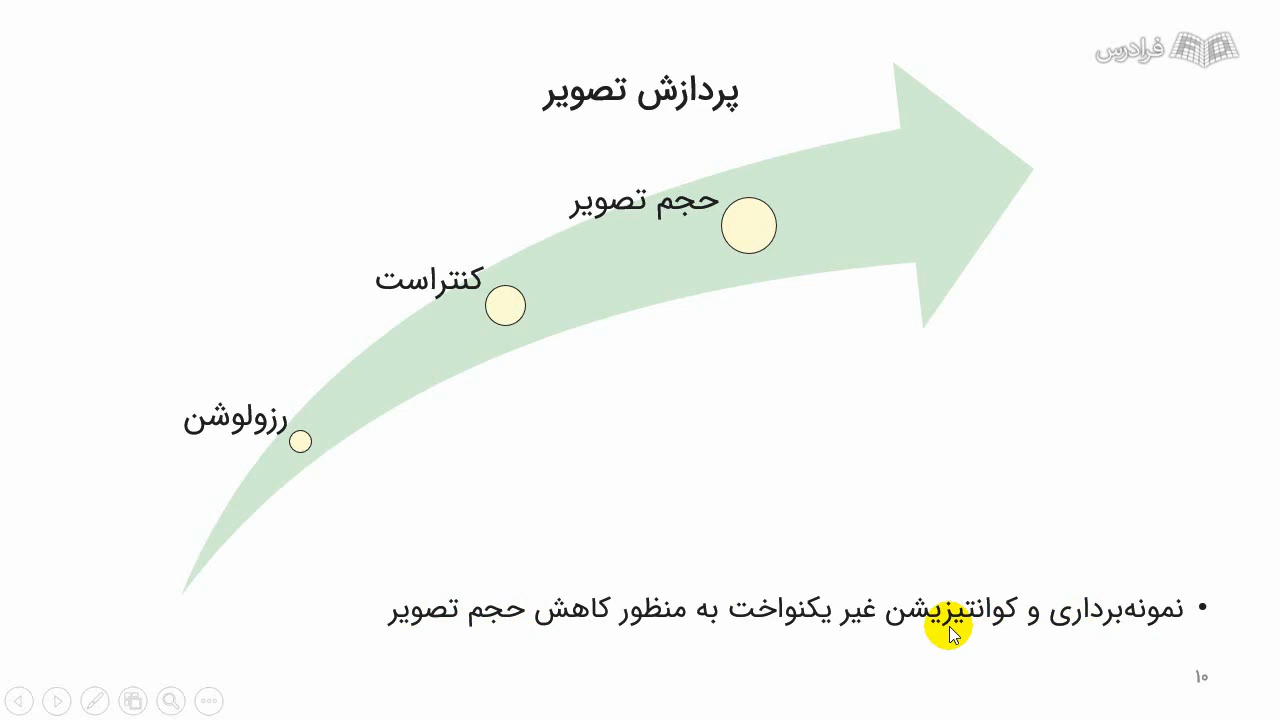 فرادرس
پردازش تصویر
حجم تصویر
کنتراست
رزولوشن
• نمونه‌برداری و کوانتیزیشن غیر یکنواخت به منظور کاهش حجم تصویر
۱۰